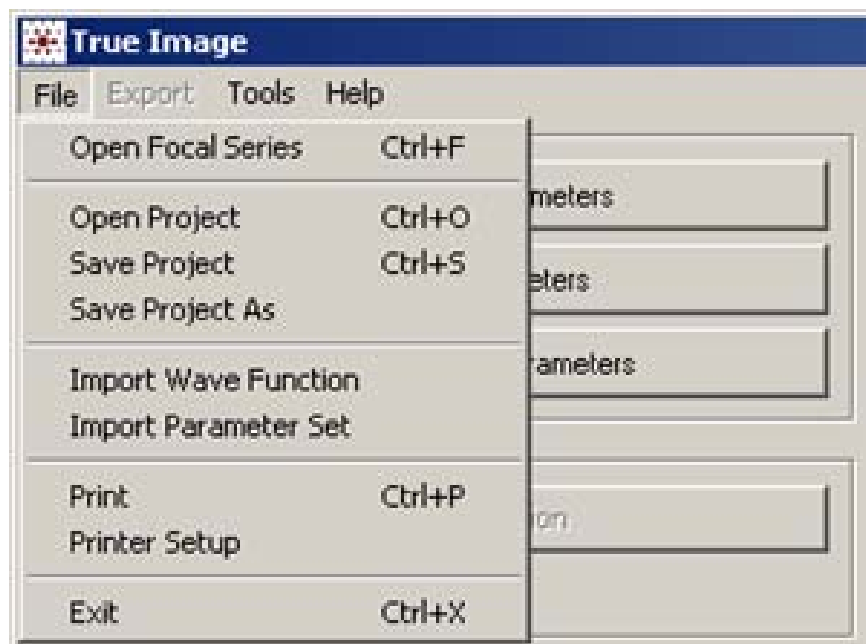 True Image
File Export Tools Help
Open Focal Series Ctrl+F
Open Project Ctrl+O
Save Project Ctrl+S
Save Project As
Import Wave Function
Import Parameter Set
Print Ctrl+P
Printer Setup
Exit Ctrl+X
meters
eters
rameters
on